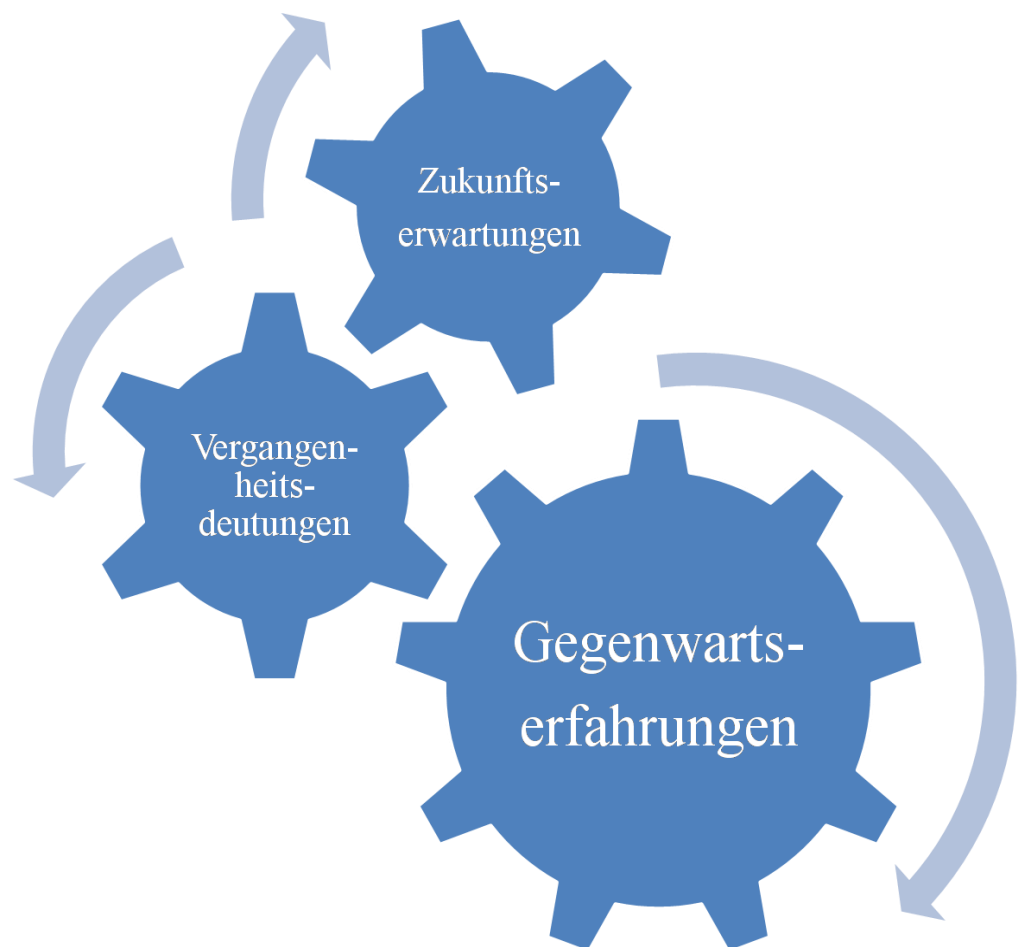 Zukunfts-
erwartungen
Vergangen-
heits-
deutungen
Gegenwarts-
erfahrungen